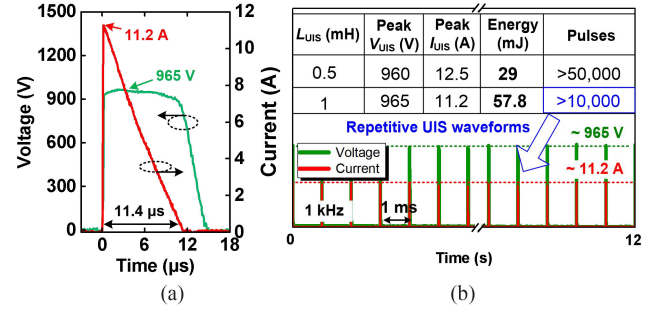 1500
1200
900
600
300
0
Voltage (V)
11.2 A
965 V
11.4 µs
12
10
8
6
4
2
0
Current (A)
0
6
12
18
Time (µs)
(a)
L_UIS (mH) Peak V_UIS (V) Peak I_UIS (A) Energy (mJ) Pulses
0.5 960 12.5 29 >50,000
1 965 11.2 57.8 >10,000
Repetitive UIS waveforms
~ 965 V
Voltage
Current
~ 11.2 A
1 kHz
1 ms
0
12
Time (s)
(b)